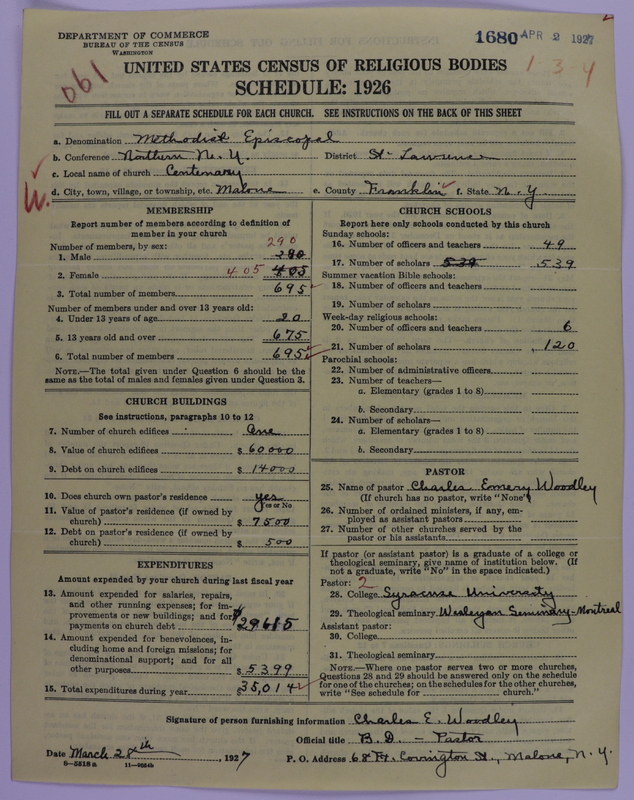 DEPARTMENT OF COMMERCE
BUREAU OF THE CENSUS
WASHINGTON
1680 APR 2 1927
UNITED STATES CENSUS OF RELIGIOUS BODIES
1 3-4
SCHEDULE: 1926
061
FILL OUT A SEPARATE SCHEDULE FOR EACH CHURCH. SEE INSTRUCTIONS ON THE BACK OF THIS SHEET
a. Denomination Methodist Episcopal
b. Conference Northern N.Y. District St. Lawrence
c. Local name of church Centenary
W.
d. City, town, village, or township, etc. Malone e. County Franklin f. State N.Y
MEMBERSHIP
Report number of members according to definition of
member in your church
Number of members, by sex: 290
1. Male 290
2. Female 405 405
3. Total number of members 695
Number of members under and over 13 years old:
4. Under 13 years of age 20
5. 13 years old and over 675
6. Total number of members 695
NOTE.—The total given under Question 6 should be
same as the total of males and females given under Question 3.
CHURCH BUILDINGS
See instructions, paragraphs 10 to 12
7. Number of church edifices One
8. Value of church edifices $ 60000
9. Debt on church edifices $ 14000
10. Does church own pastor's residence yes
Yes or No
11. Value of pastor's residence (if owned by
church) $ 7500
12. Debt on pastor's residence (if owned by
church) $ 500
EXPENDITURES
Amount expended by your church during last fiscal year
13. Amount expended for salaries, repairs,
and other running expenses; for im-
provements or new buildings; and for
payments on church debt $ 29615
14. Amount expended for benevolences, in-
cluding home and foreign missions; for
denominational support; and for all
other purposes $ 5399
15. Total expenditures during year $ 35,014
CHURCH SCHOOLS
Report here only schools conducted by this church
Sunday schools:
16. Number of officers and teachers 49
17. Number of scholars 539 539
Summer vacation Bible schools:
18. Number of officers and teachers
19. Number of scholars
Week-day religious schools:
20. Number of officers and teachers 6
21. Number of scholars 120
Parochial schools:
22. Number of administrative officers
23. Number of teachers—
a. Elementary (grades 1 to 8)
b. Secondary
24. Number of scholars—
a. Elementary (grades 1 to 8)
b. Secondary
PASTOR
25. Name of pastor Charles Emery Woodley
(If church has no pastor, write "None")
26. Number of ordained ministers, if any, em-
ployed as assistant pastors
27. Number of other churches served by the
pastor or his assistants
If pastor (or assistant pastor) is a graduate of a college or
theological seminary, give name of institution below. (If
not a graduate, write "No" in the space indicated.)
Pastor: 2
28. College Syracuse University
29. Theological seminary Wesleyan Seminary-Montreal
Assistant pastor:
30. College
31. Theological seminary
NOTE.—Where one pastor serves two or more churches,
Questions 28 and 29 should be answered only on the schedule
for one of the churches; on the schedules for the other churches,
write "See schedule for church."
Signature of person furnishing information Charles E. Woodley
Official title B.D. - Pastor
Date March 28th, 1927 P. O. Address 68 Ft. Covington St., Malone, N.Y.
6-5518a